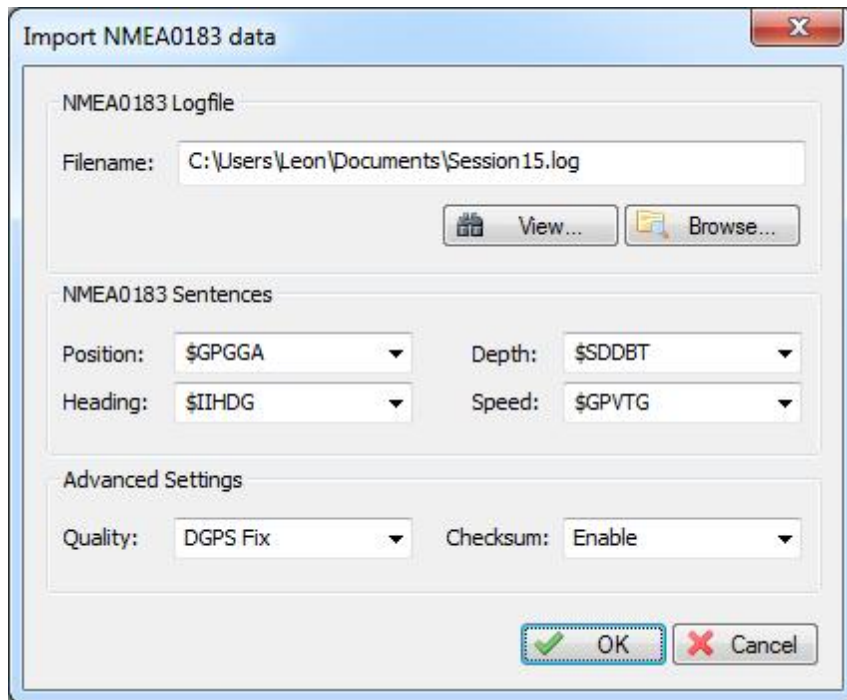 Import NMEA0183 data
NMEA0183 Logfile
Filename: C:\Users\Leon\Documents\Session15.log
View... Browse...
NMEA0183 Sentences
Position: $GPGGA Depth: $SDDBT
Heading: $IIHDG Speed: $GPVTG
Advanced Settings
Quality: DGPS Fix Checksum: Enable
OK Cancel